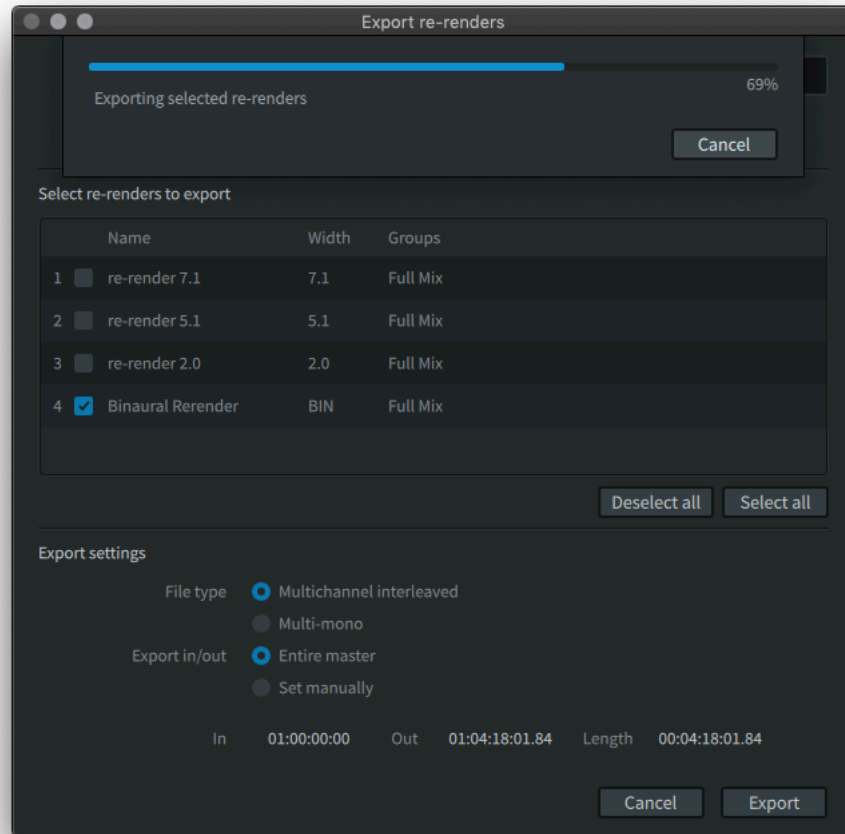 Export re-renders
69%
Exporting selected re-renders
Cancel
Select re-renders to export
Name Width Groups
1 re-render 7.1 7.1 Full Mix
2 re-render 5.1 5.1 Full Mix
3 re-render 2.0 2.0 Full Mix
4 Binaural Rerender BIN Full Mix
Deselect all Select all
Export settings
File type Multichannel interleaved
Multi-mono
Export in/out Entire master
Set manually
In 01:00:00:00 Out 01:04:18:01.84 Length 00:04:18:01.84
Cancel Export